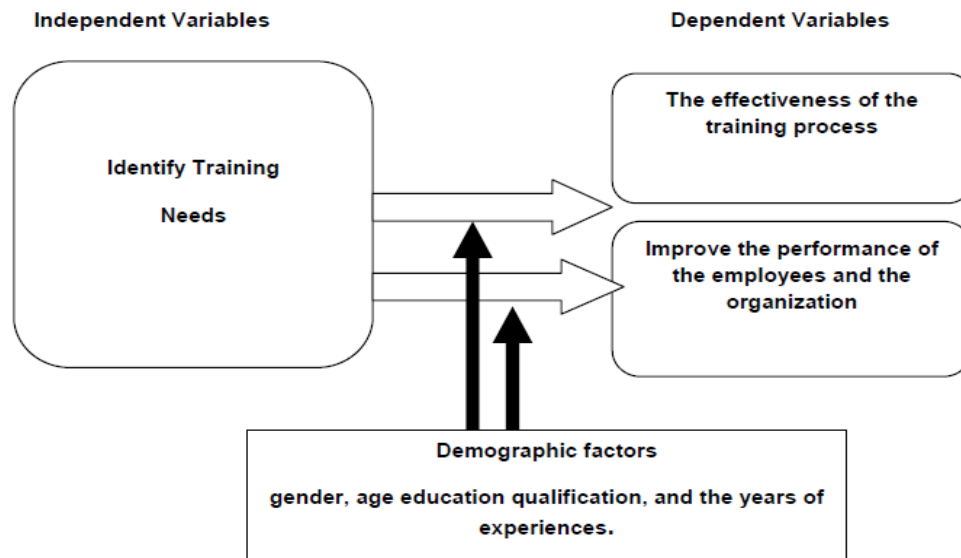 Independent Variables
Dependent Variables
Identify Training
Needs
The effectiveness of the
training process
Improve the performance of
the employees and the
organization
Demographic factors
gender, age education qualification, and the years of
experiences.